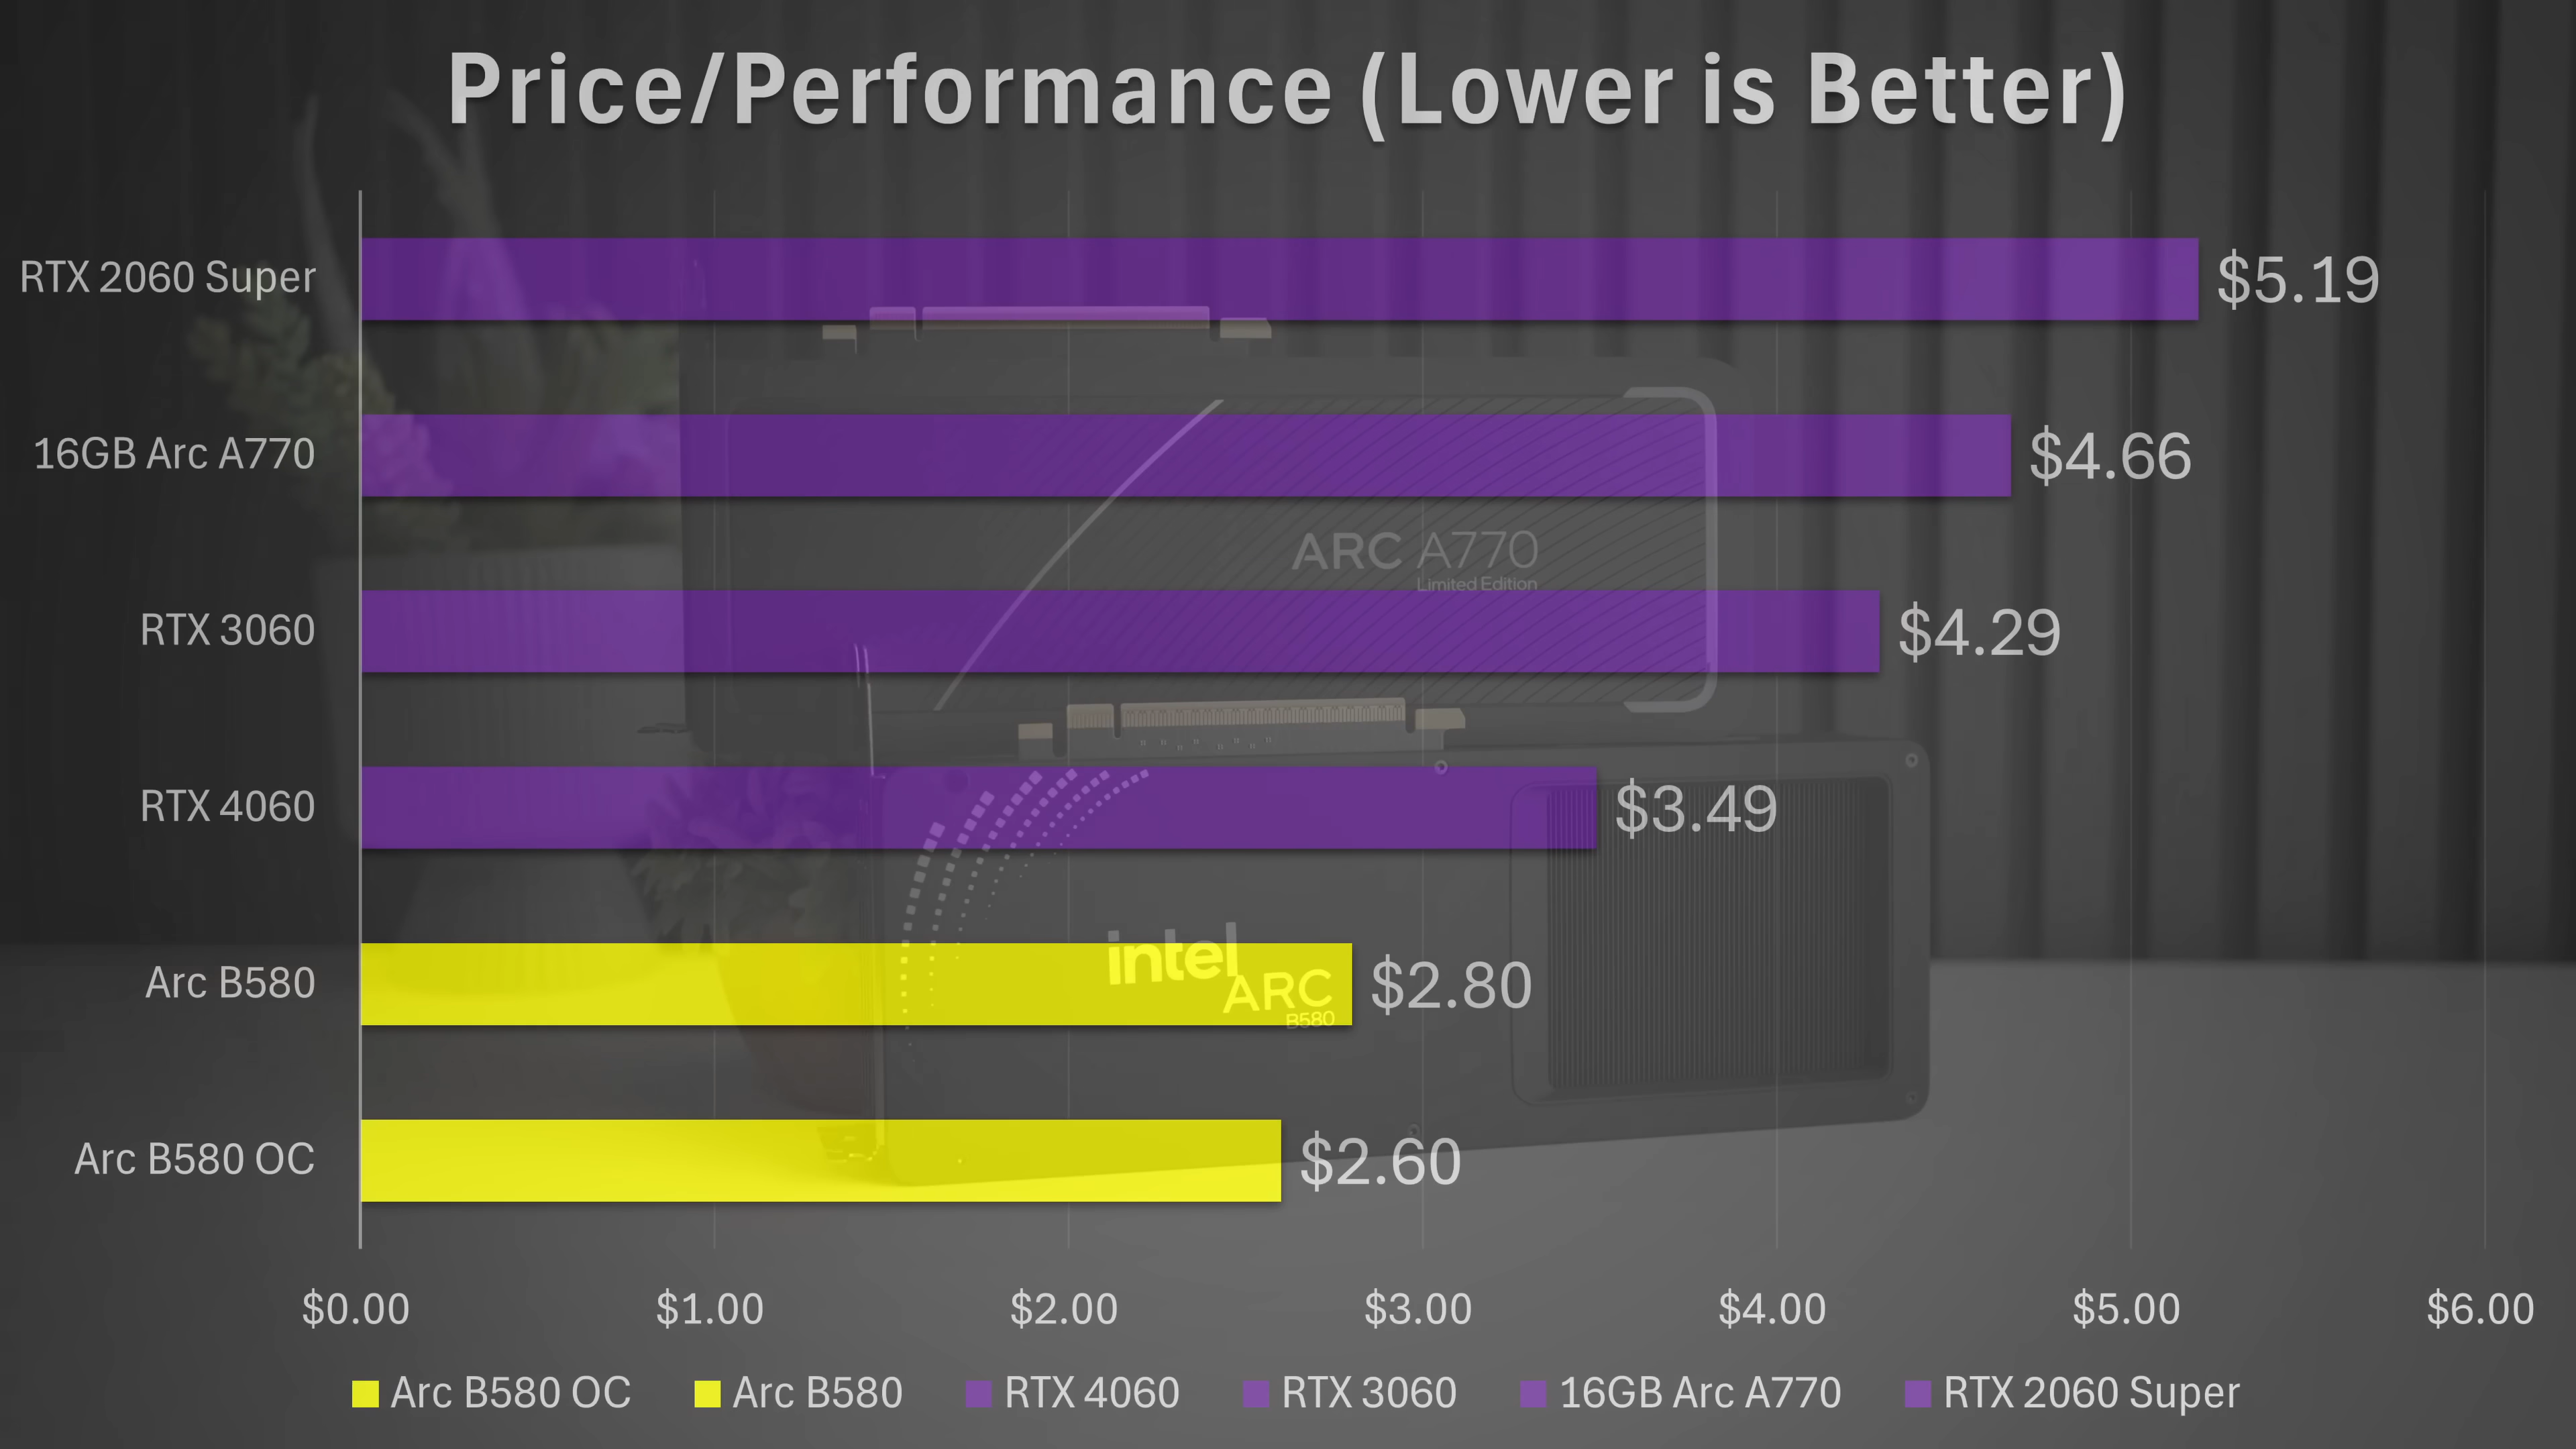 Price/Performance (Lower is Better)
RTX 2060 Super
$5.19
16GB Arc A770
$4.66
ARC A770
Limited Edition
RTX 3060
$4.29
RTX 4060
$3.49
intel
ARC
B580
Arc B580
$2.80
Arc B580 OC
$2.60
$0.00 $1.00 $2.00 $3.00 $4.00 $5.00 $6.00
Arc B580 OC Arc B580 RTX 4060 RTX 3060 16GB Arc A770 RTX 2060 Super